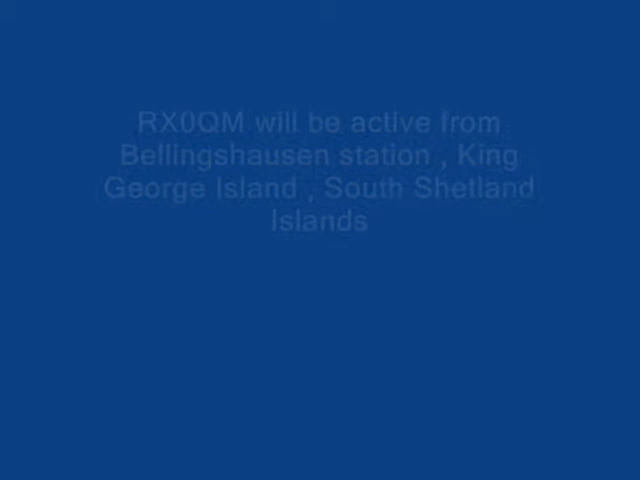 RX0QM will be active from
Bellingshausen station , King
George Island , South Shetland
Islands